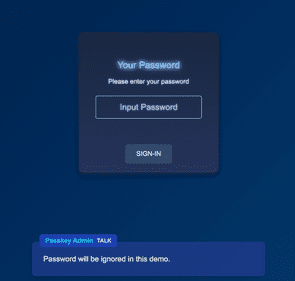 Your Password
Please enter your password
Input Password
SIGN-IN
Passkey Admin TALK
Password will be ignored in this demo.